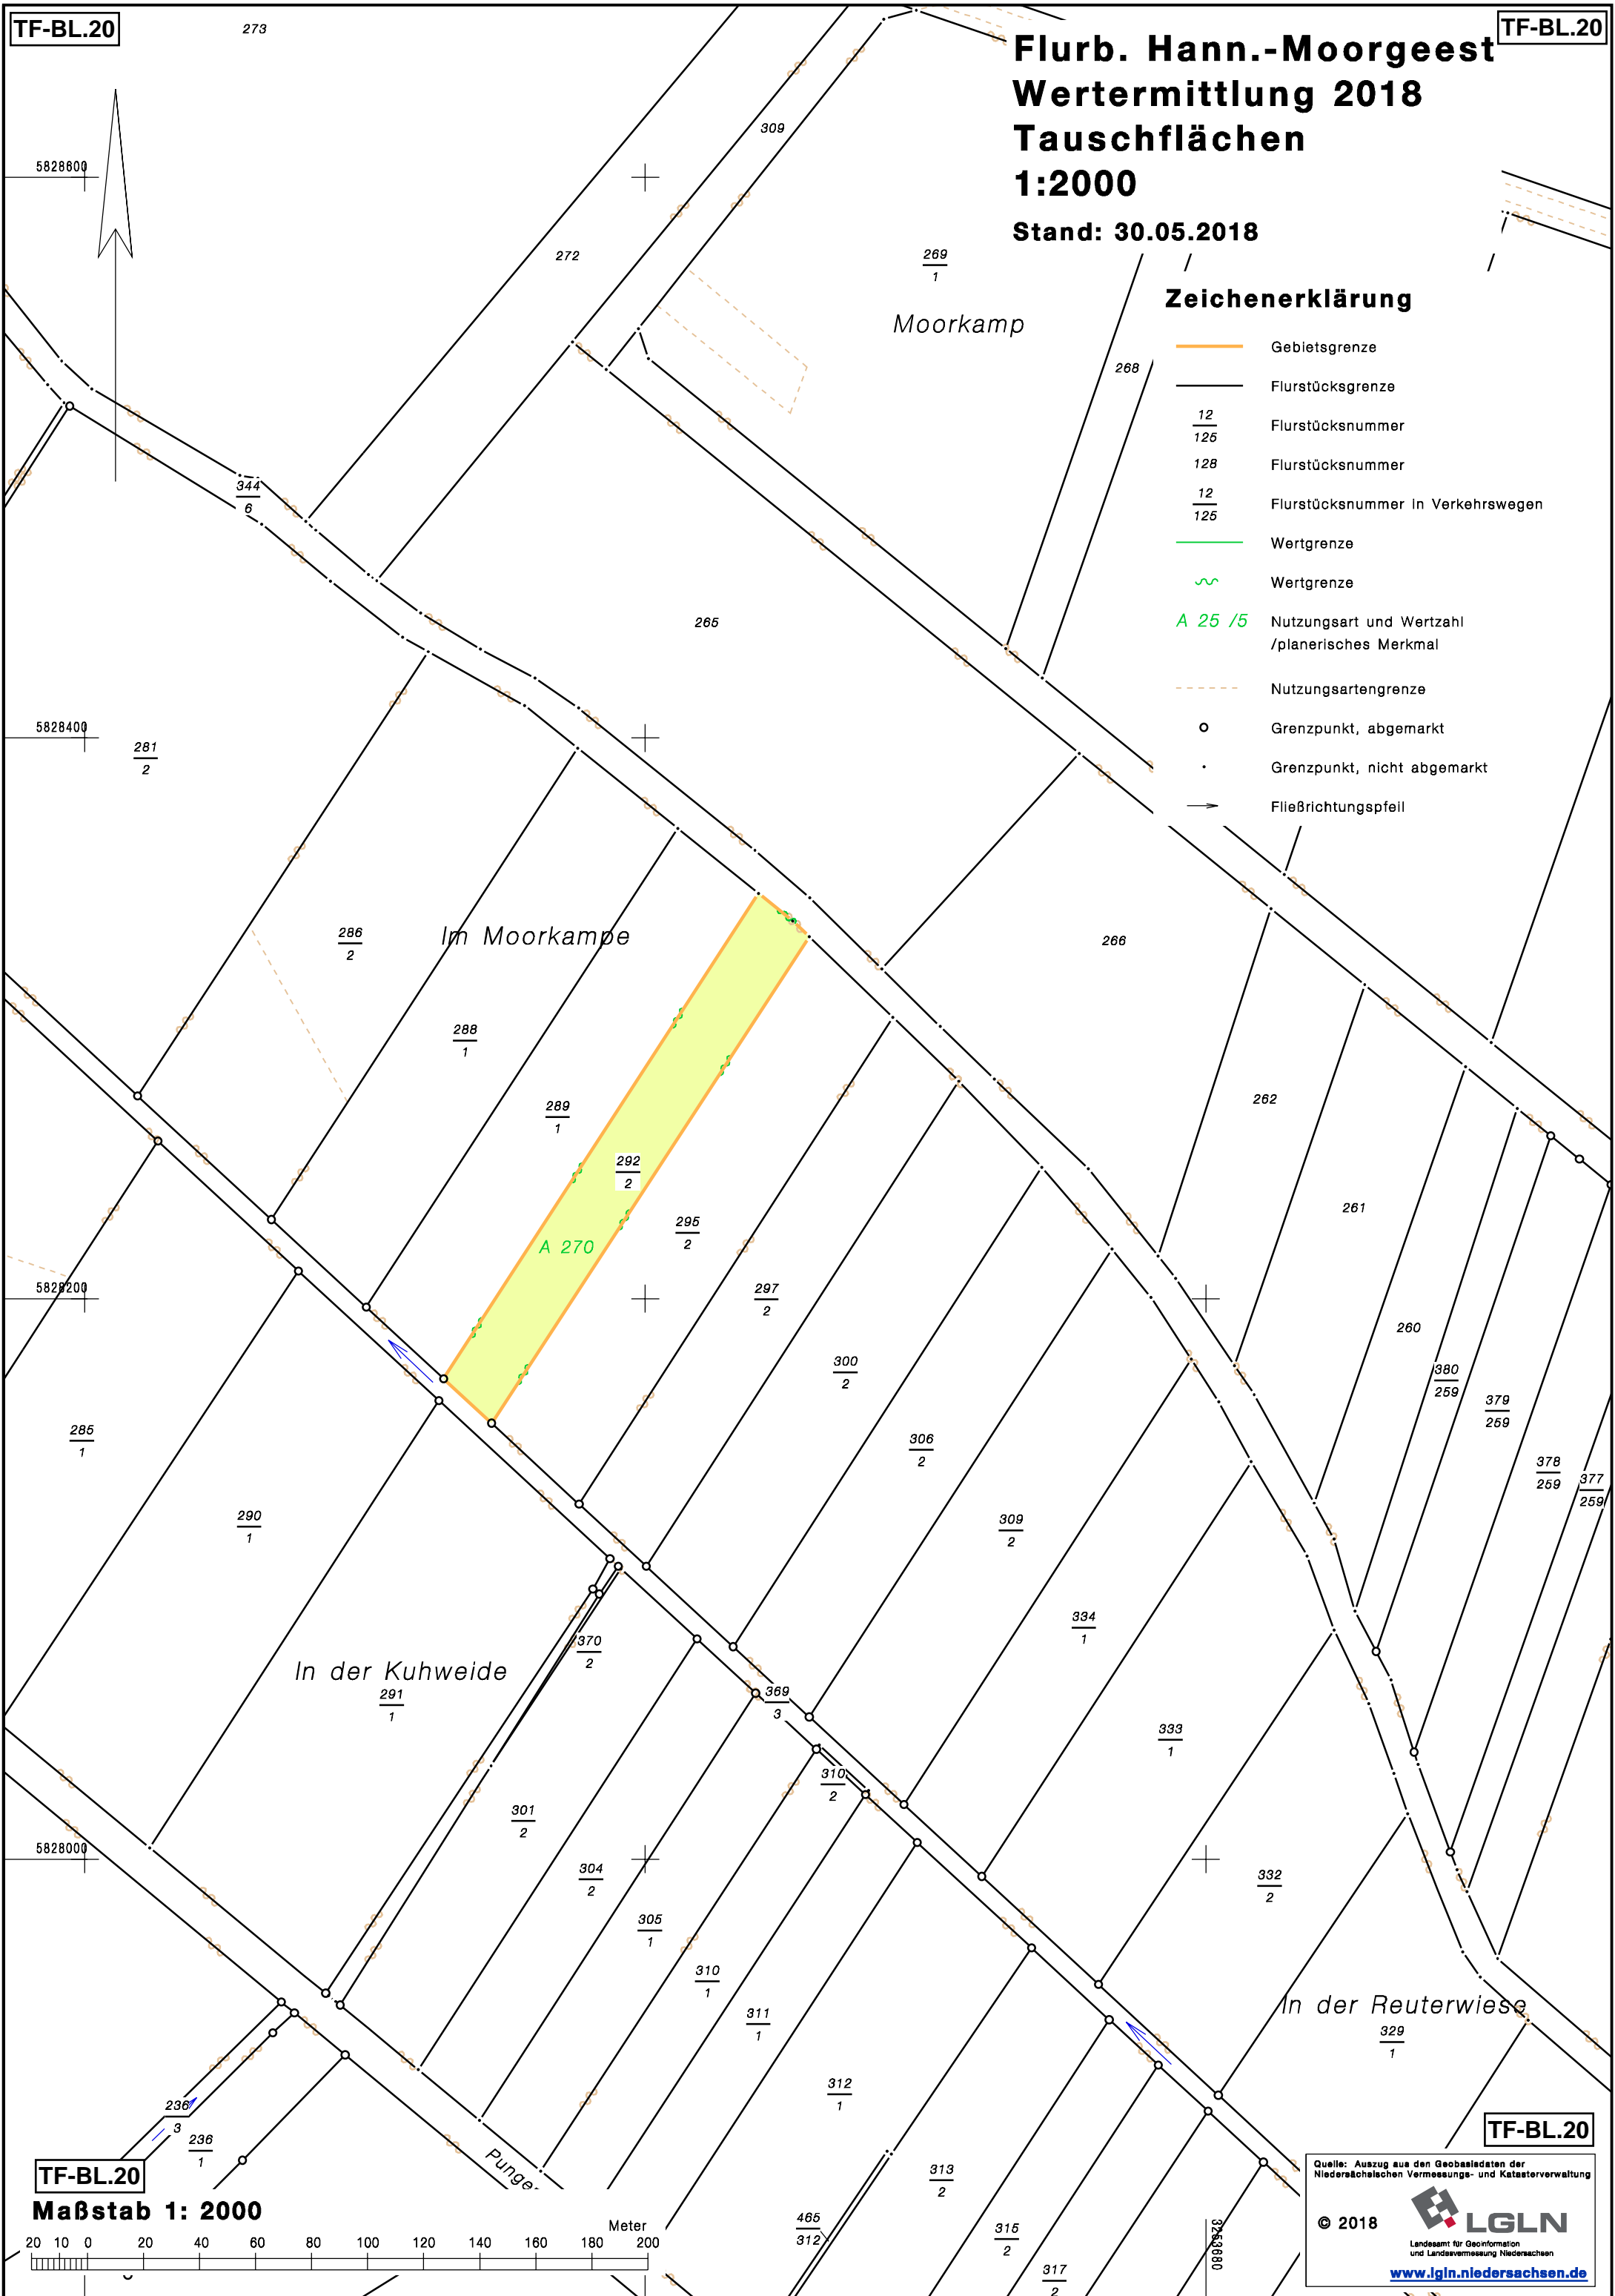 TF-BL.20
TF-BL.20
Flurb. Hann.-Moorgeest
Wertermittlung 2018
Tauschflächen
1:2000
Stand: 30.05.2018
Zeichenerklärung
Gebietsgrenze
Flurstücksgrenze
12
125
Flurstücksnummer
128
Flurstücksnummer
12
125
Flurstücksnummer in Verkehrswegen
Wertgrenze
Wertgrenze
A 25 /5
Nutzungsart und Wertzahl
/planerisches Merkmal
Nutzungsartengrenze
Grenzpunkt, abgemarkt
Grenzpunkt, nicht abgemarkt
Fließrichtungspfeil
273
309
5828600
272
269
1
Moorkamp
268
344
6
265
5828400
281
2
286
2
Im Moorkampe
266
288
1
289
1
262
292
2
261
295
2
A 270
5828200
297
2
260
300
2
380
259
379
259
285
1
306
2
378
259
377
259
290
1
309
2
334
1
370
2
In der Kuhweide
291
1
369
3
333
1
310
2
301
2
5828000
304
2
332
2
305
1
310
1
In der Reuterwiese
329
1
311
1
312
1
236
3
236
1
Punge
313
2
465
312
315
2
317
2
3253680
TF-BL.20
TF-BL.20
Maßstab 1: 2000
Meter
20 10 0 20 40 60 80 100 120 140 160 180 200
Quelle: Auszug aus den Geobasisdaten der
Niedersächsischen Vermessungs- und Katasterverwaltung
© 2018
LGLN
Landesamt für Geoinformation
und Landesvermessung Niedersachsen
www.lgln.niedersachsen.de